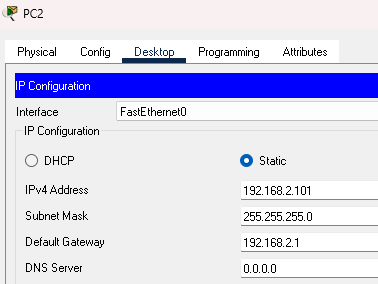 PC2
Physical Config Desktop Programming Attributes
IP Configuration
Interface FastEthernet0
IP Configuration
DHCP Static
IPv4 Address 192.168.2.101
Subnet Mask 255.255.255.0
Default Gateway 192.168.2.1
DNS Server 0.0.0.0